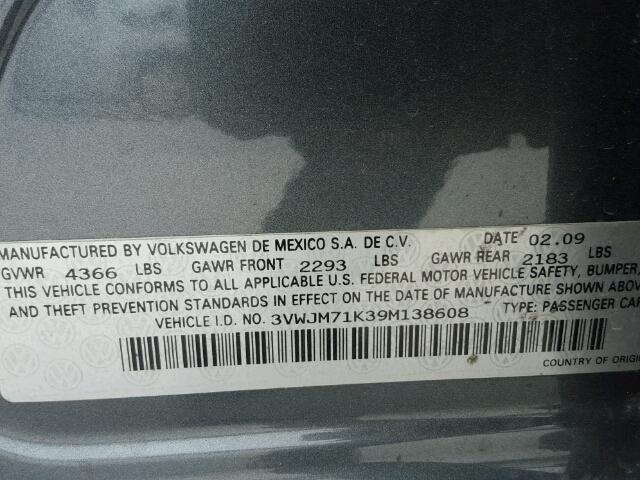 MANUFACTURED BY VOLKSWAGEN DE MEXICO S.A. DE C.V. DATE 02.09
GVWR 4366 LBS GAWR FRONT 2293 LBS GAWR REAR 2183 LBS
THIS VEHICLE CONFORMS TO ALL APPLICABLE U.S. FEDERAL MOTOR VEHICLE SAFETY, BUMPER,
AND THEFT PREVENTION STANDARDS IN EFFECT ON THE DATE OF MANUFACTURE SHOWN ABOVE
VEHICLE I.D. NO. 3VWJM71K39M138608 TYPE: PASSENGER CAR
COUNTRY OF ORIGI